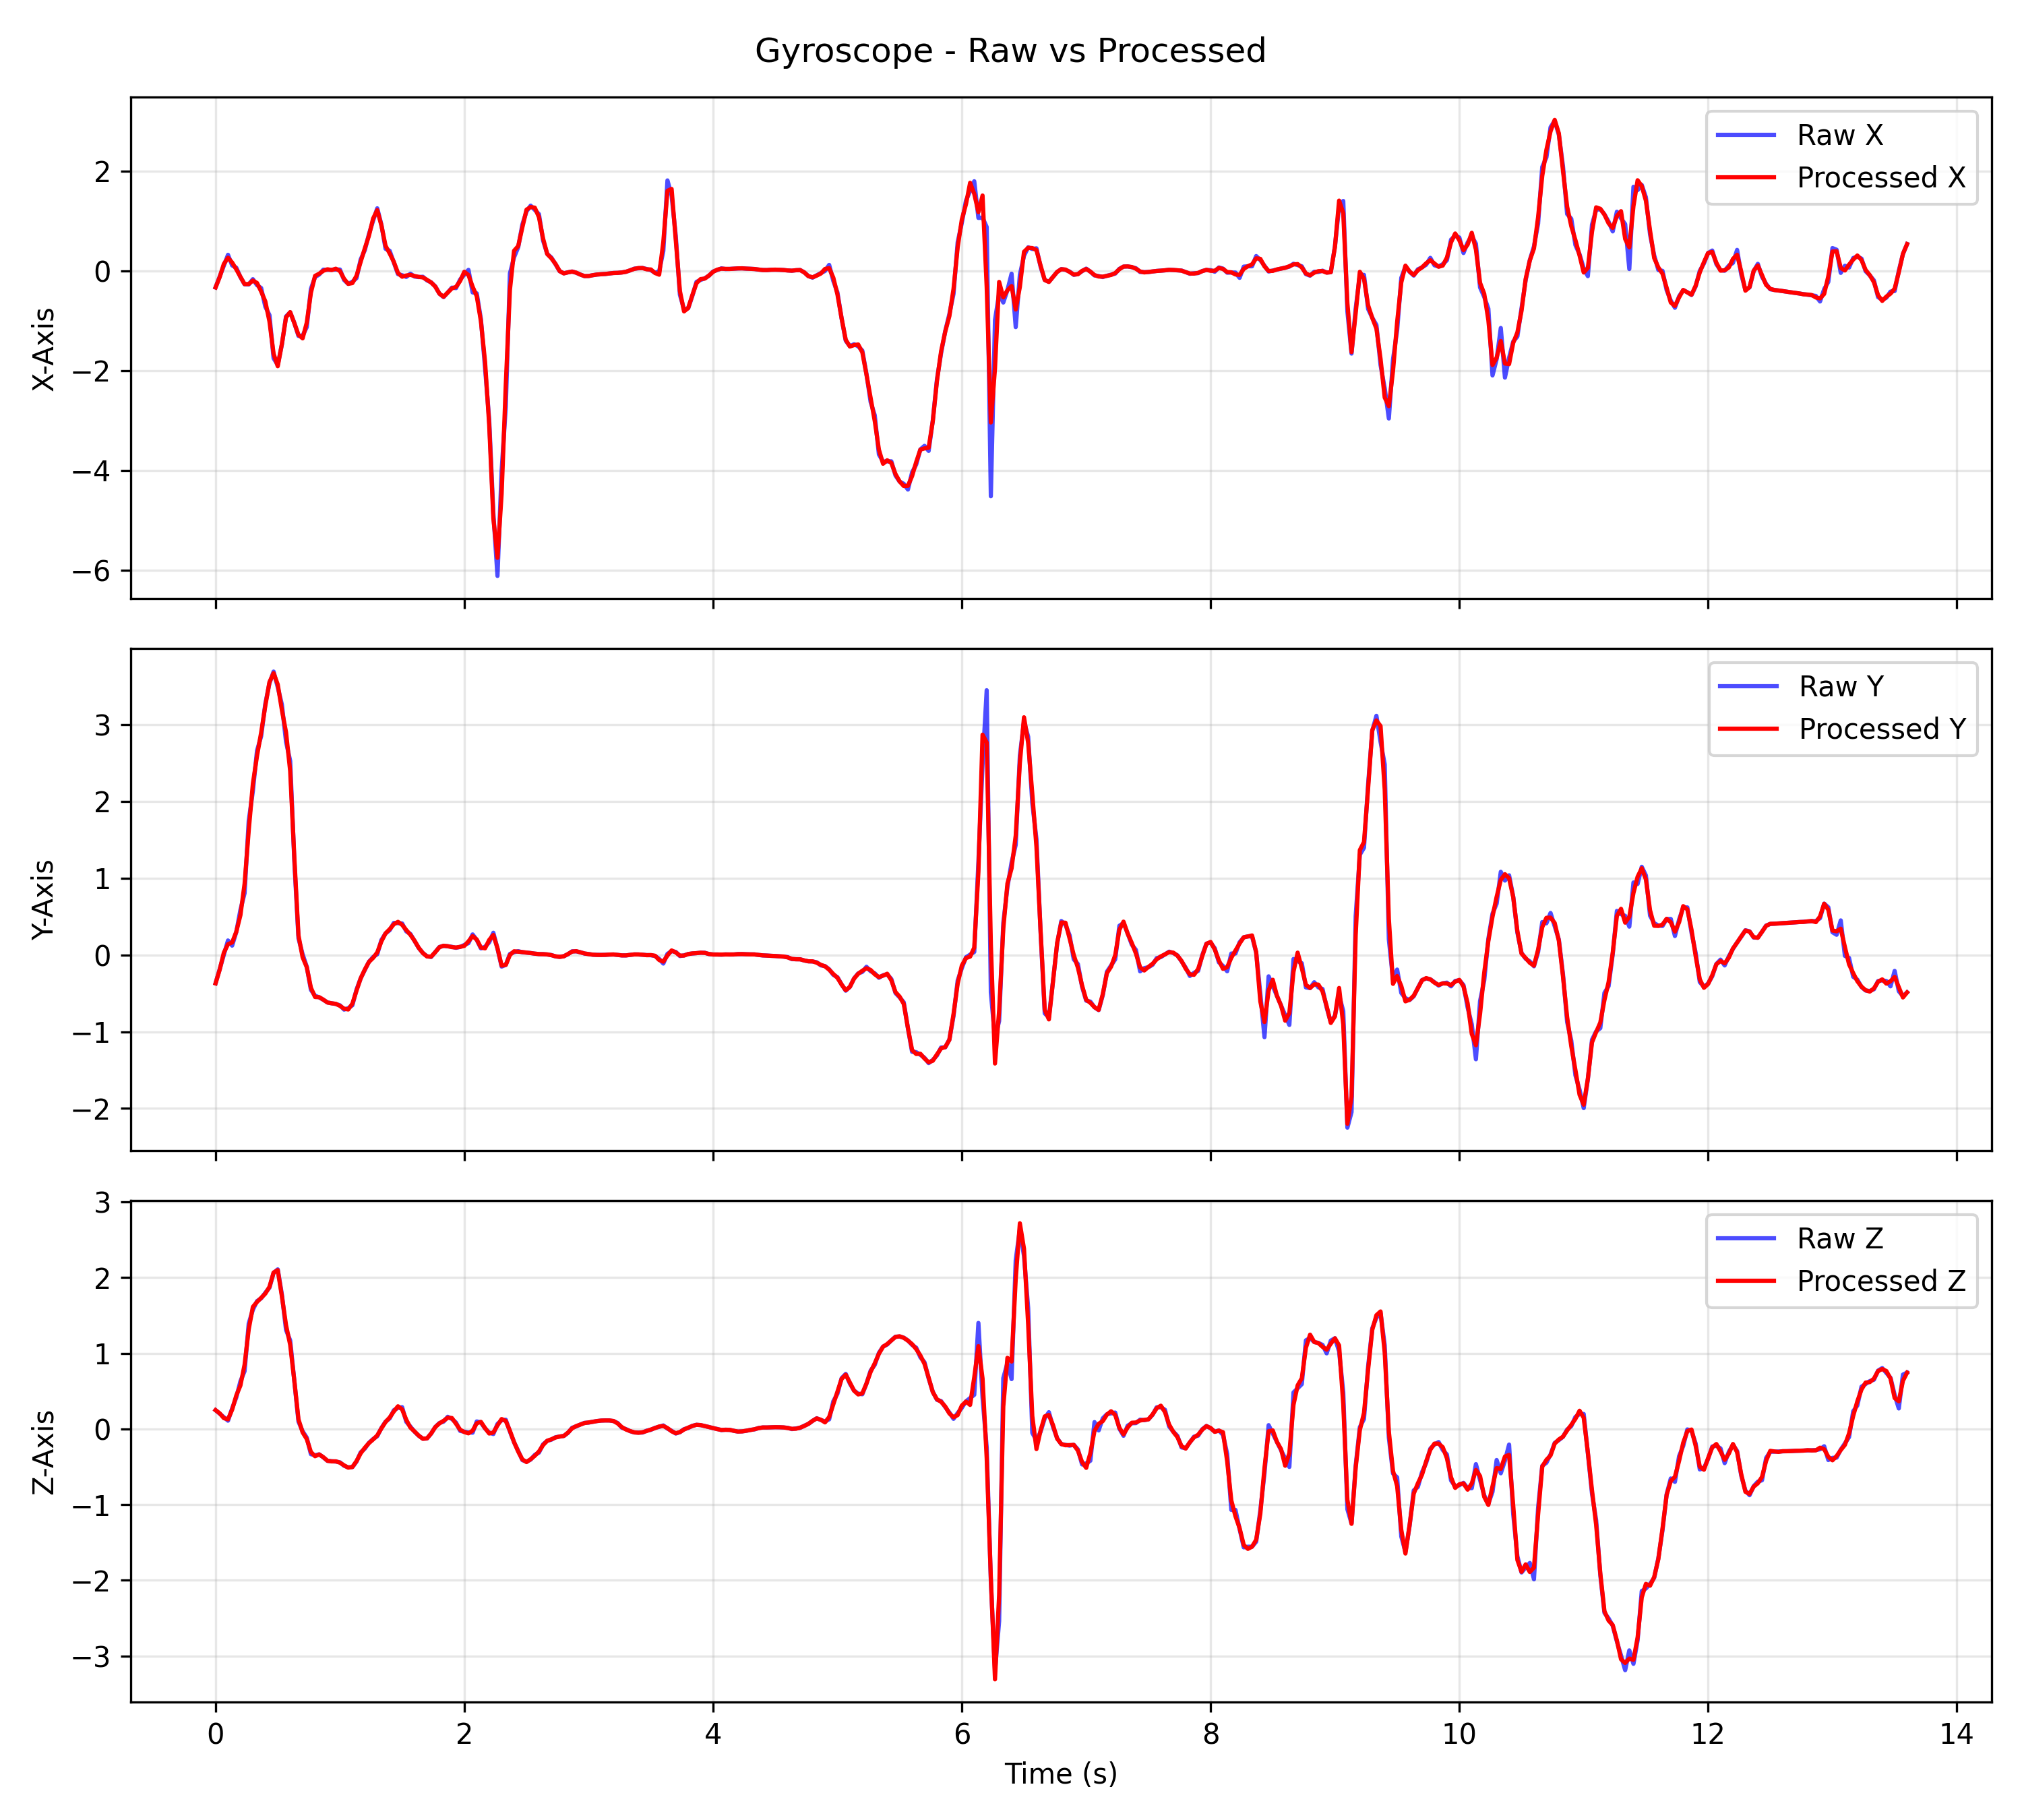 Gyroscope - Raw vs Processed
Raw X
Processed X
2
0
−2
−4
−6
X-Axis
Raw Y
Processed Y
3
2
1
0
−1
−2
Y-Axis
Raw Z
Processed Z
3
2
1
0
−1
−2
−3
Z-Axis
0 2 4 6 8 10 12 14
Time (s)